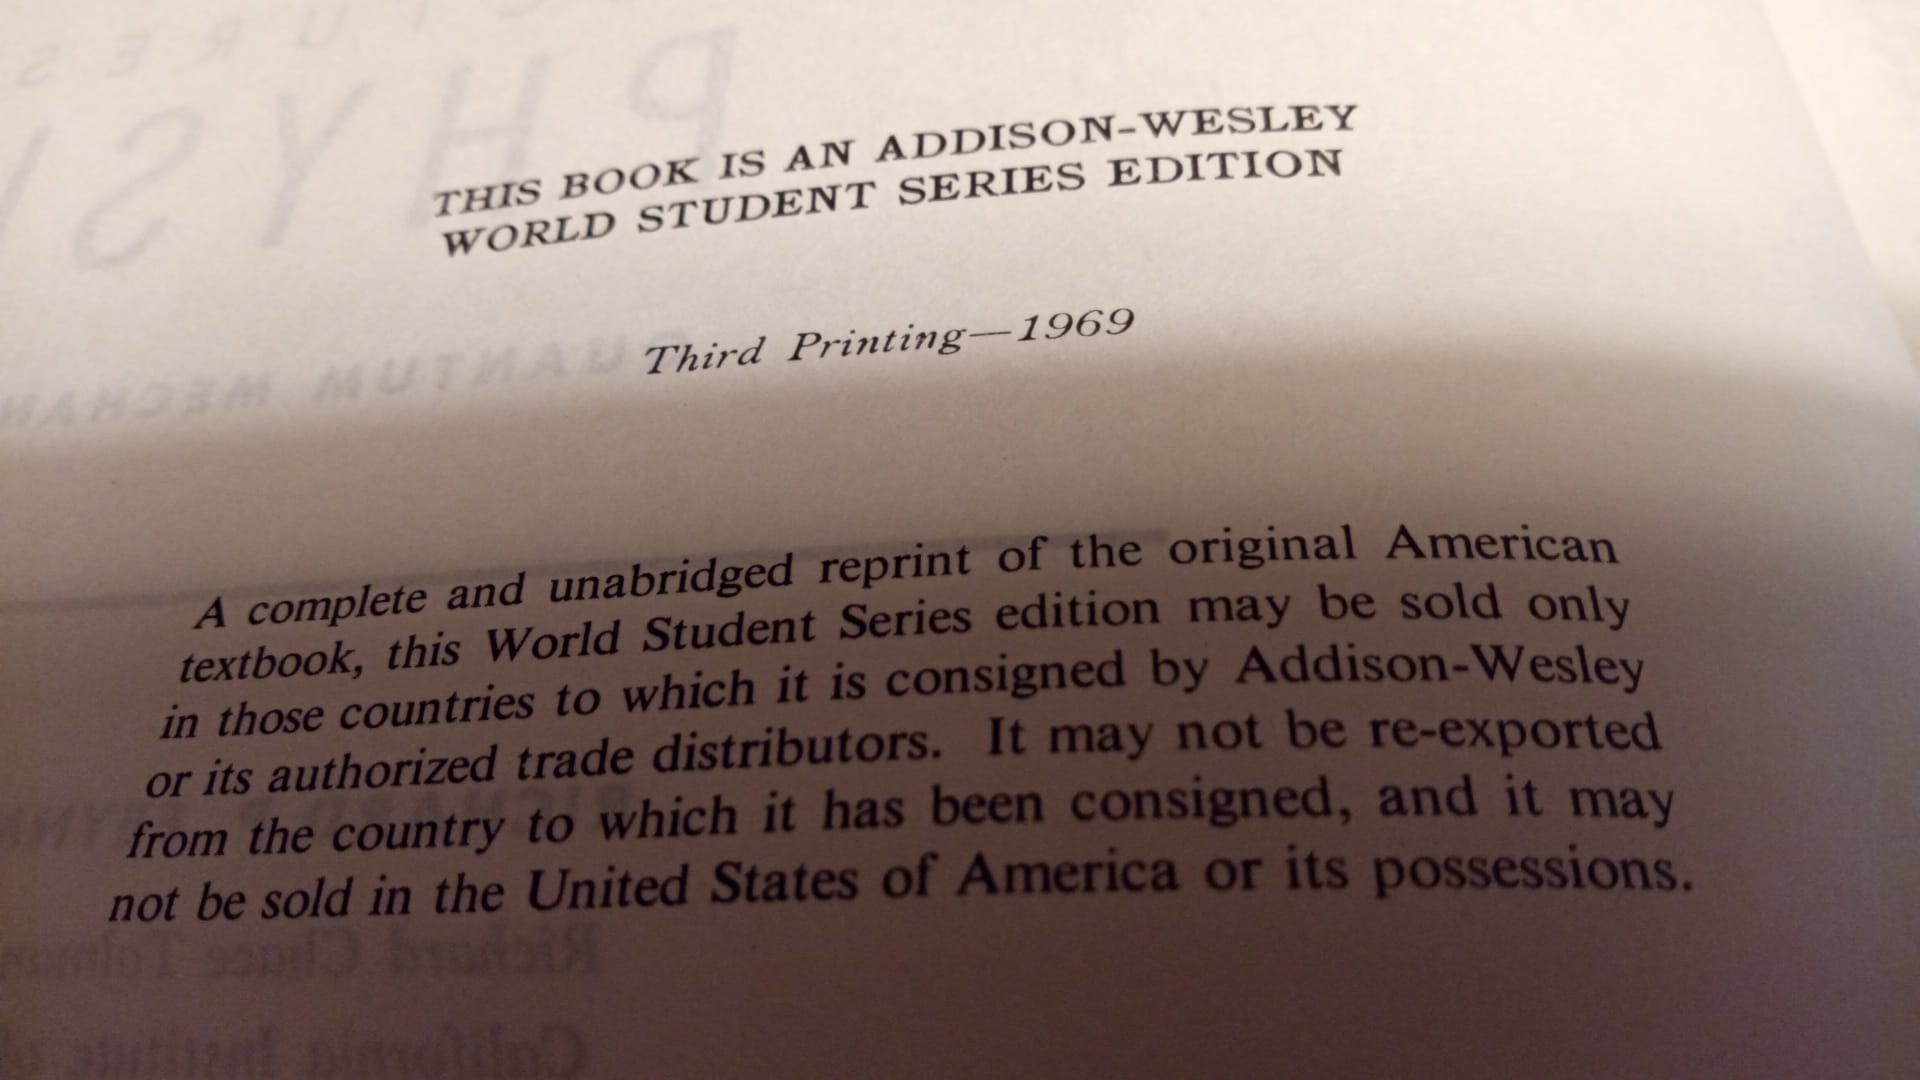 THIS BOOK IS AN ADDISON-WESLEY
WORLD STUDENT SERIES EDITION
Third Printing—1969
A complete and unabridged reprint of the original American
textbook, this World Student Series edition may be sold only
in those countries to which it is consigned by Addison-Wesley
or its authorized trade distributors. It may not be re-exported
from the country to which it has been consigned, and it may
not be sold in the United States of America or its possessions.